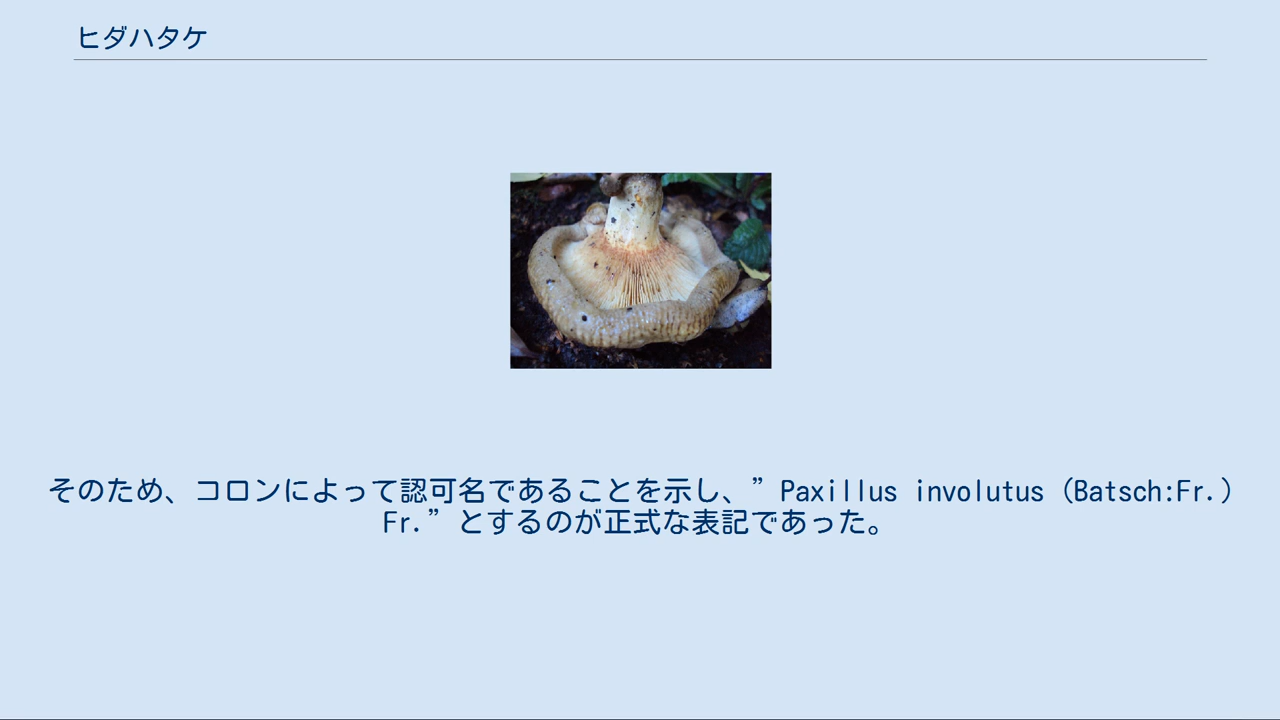 ヒダハタケ
そのため、コロンによって認可名であることを示し、”Paxillus involutus（Batsch:Fr.）
Fr.”とするのが正式な表記であった。